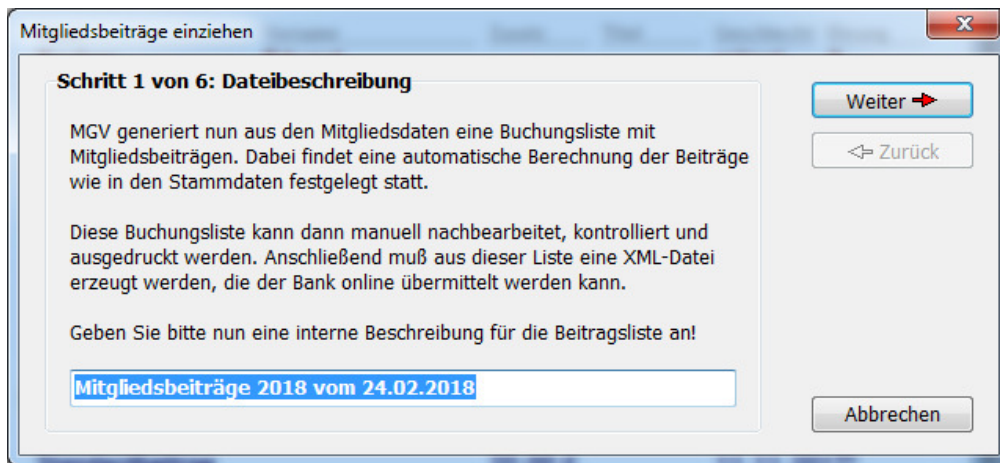 Mitgliedsbeiträge einziehen
Schritt 1 von 6: Dateibeschreibung
MGV generiert nun aus den Mitgliedsdaten eine Buchungsliste mit
Mitgliedsbeiträgen. Dabei findet eine automatische Berechnung der Beiträge
wie in den Stammdaten festgelegt statt.
Diese Buchungsliste kann dann manuell nachbearbeitet, kontrolliert und
ausgedruckt werden. Anschließend muß aus dieser Liste eine XML-Datei
erzeugt werden, die der Bank online übermittelt werden kann.
Geben Sie bitte nun eine interne Beschreibung für die Beitragsliste an!
Mitgliedsbeiträge 2018 vom 24.02.2018
Weiter
Zurück
Abbrechen